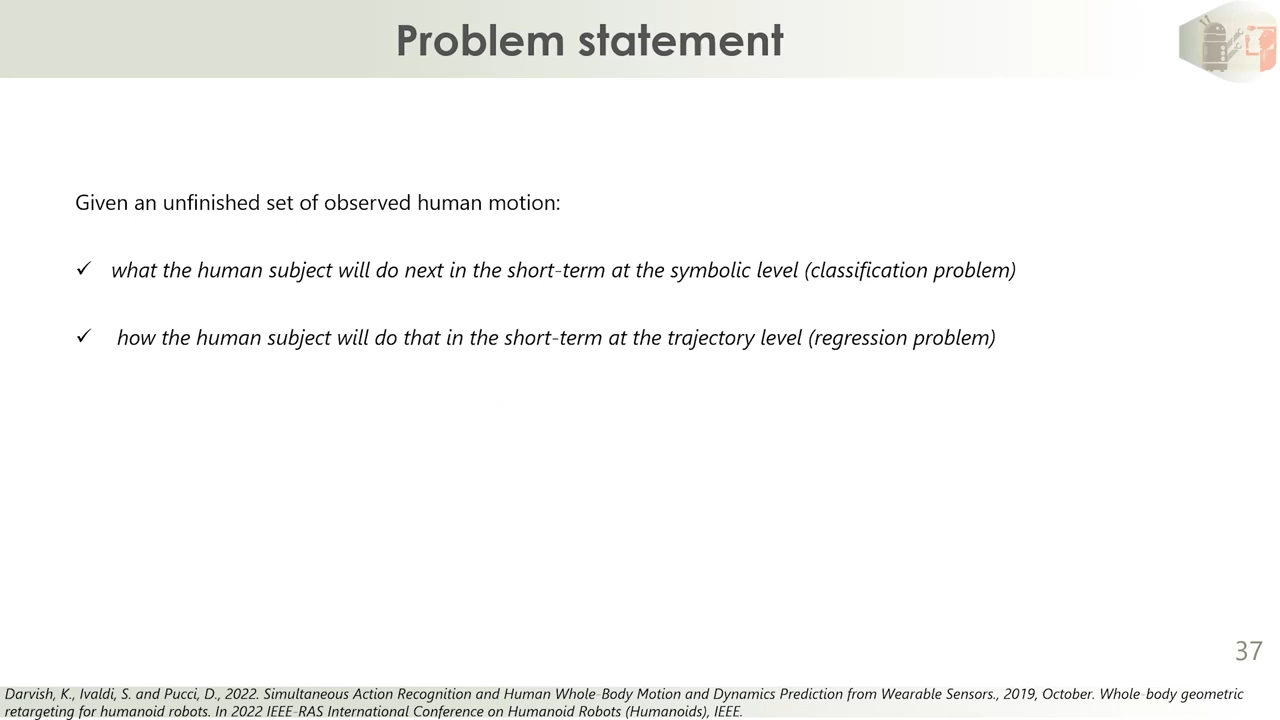 Problem statement
Given an unfinished set of observed human motion:
✓ what the human subject will do next in the short-term at the symbolic level (classification problem)
✓ how the human subject will do that in the short-term at the trajectory level (regression problem)
37
Darvish, K., Ivaldi, S. and Pucci, D., 2022. Simultaneous Action Recognition and Human Whole-Body Motion and Dynamics Prediction from Wearable Sensors., 2019, October. Whole-body geometric
retargeting for humanoid robots. In 2022 IEEE-RAS International Conference on Humanoid Robots (Humanoids), IEEE.